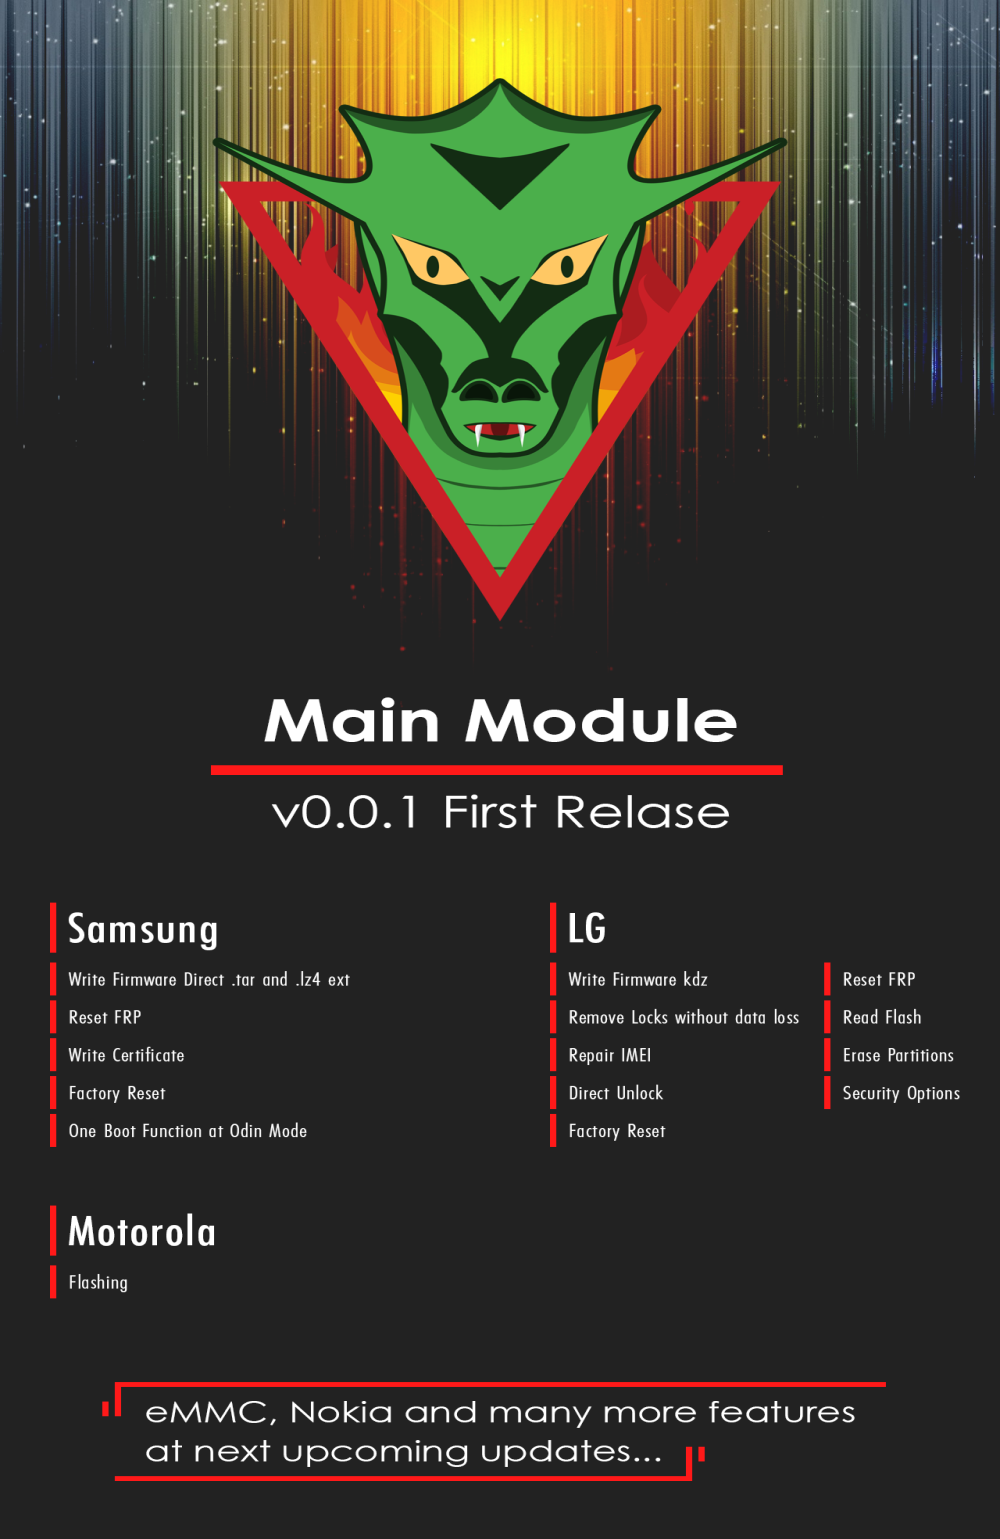 Main Module
v0.0.1 First Relase
Samsung
Write Firmware Direct .tar and .lz4 ext
Reset FRP
Write Certificate
Factory Reset
One Boot Function at Odin Mode
LG
Write Firmware kdz
Remove Locks without data loss
Repair IMEI
Direct Unlock
Factory Reset
Reset FRP
Read Flash
Erase Partitions
Security Options
Motorola
Flashing
eMMC, Nokia and many more features
at next upcoming updates...